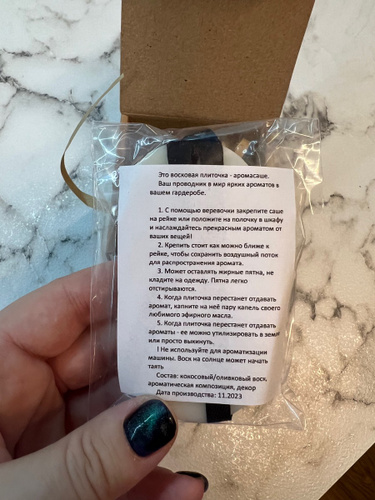 Это восковая плиточка - аромасаше.
Ваш проводник в мир ярких ароматов в
вашем гардеробе.
1. С помощью веревочки закрепите саше
на рейке или положите на полочку в шкафу
и наслаждайтесь прекрасным ароматом от
ваших вещей!
2. Крепить стоит как можно ближе к
рейке, чтобы сохранить воздушный поток
для распространения аромата.
3. Может оставлять жирные пятна, не
кладите на одежду. Пятна легко
отстирываются.
4. Когда плиточка перестанет отдавать
аромат, капните на неё пару капель своего
любимого эфирного масла.
5. Когда плиточка перестанет отдавать
ароматы - ее можно утилизировать в землю
или просто выкинуть.
! Не используйте для ароматизации
машины. Воск на солнце может начать
таять
Состав: кокосовый/оливковый воск,
ароматическая композиция, декор
Дата производства: 11.2023